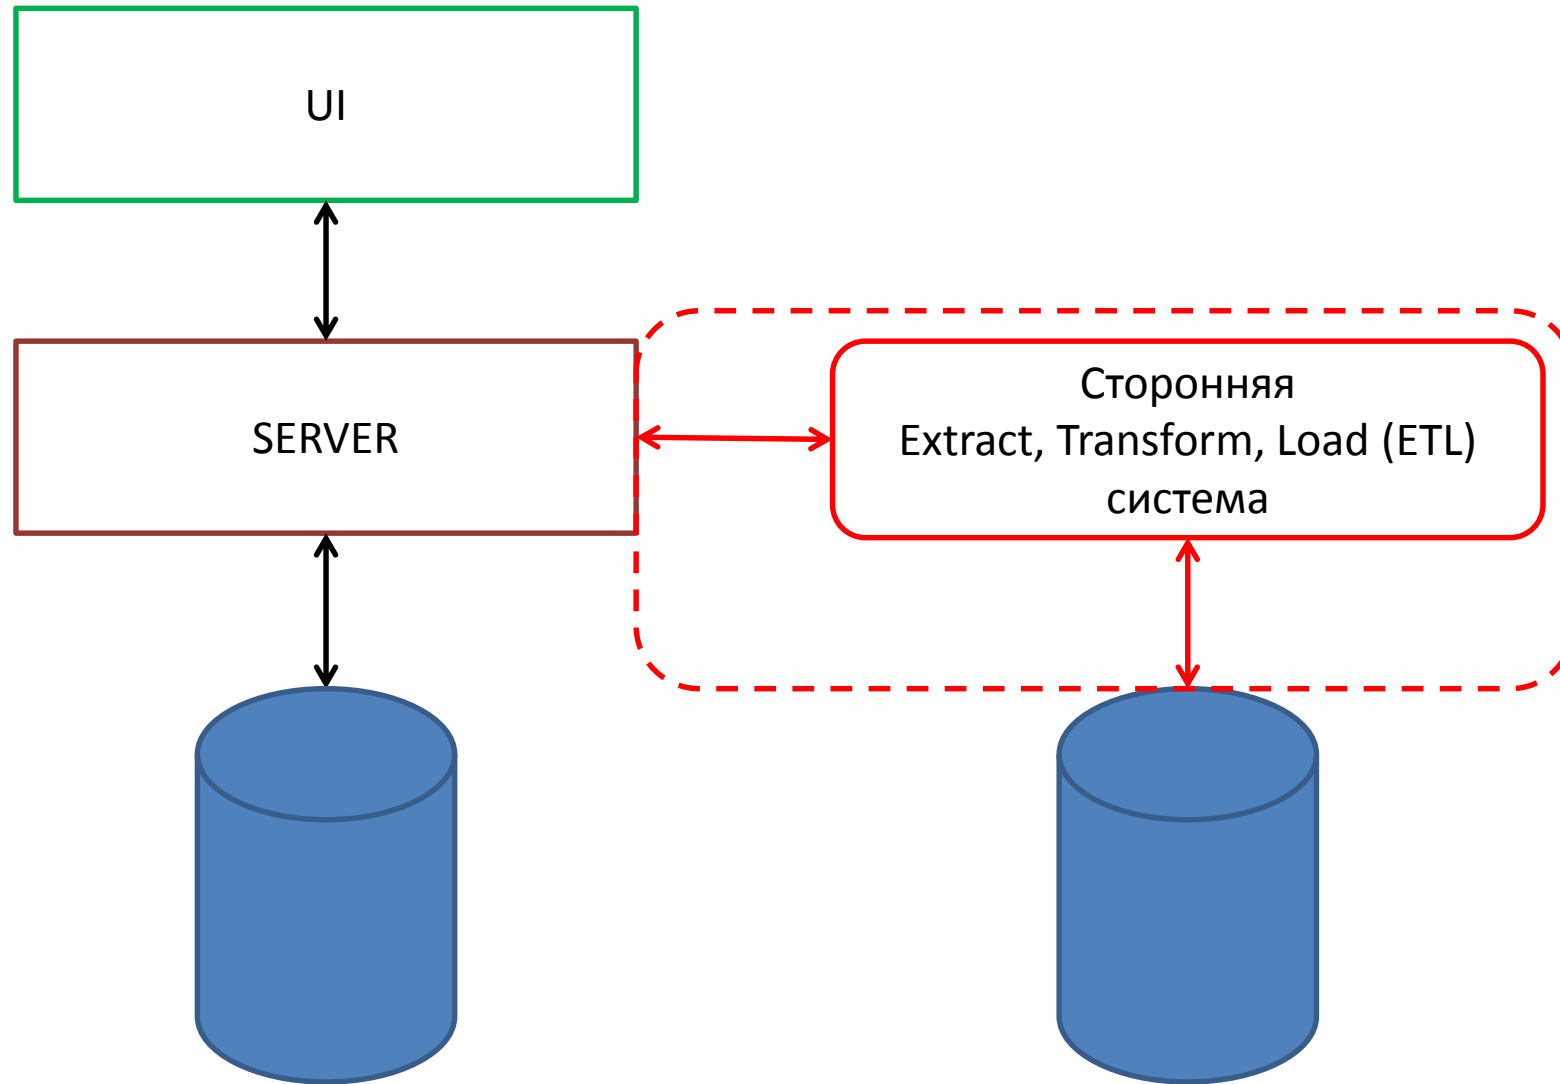 UI
SERVER
Сторонняя
Extract, Transform, Load (ETL)
система